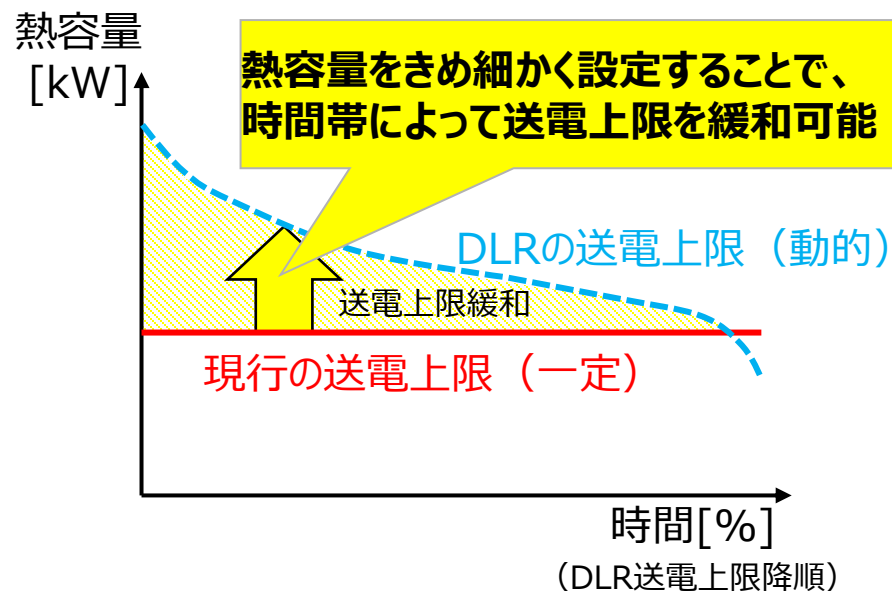 熱容量
[kW]
熱容量をきめ細かく設定することで、
時間帯によって送電上限を緩和可能
DLRの送電上限（動的）
送電上限緩和
現行の送電上限（一定）
時間[%]
（DLR送電上限降順）